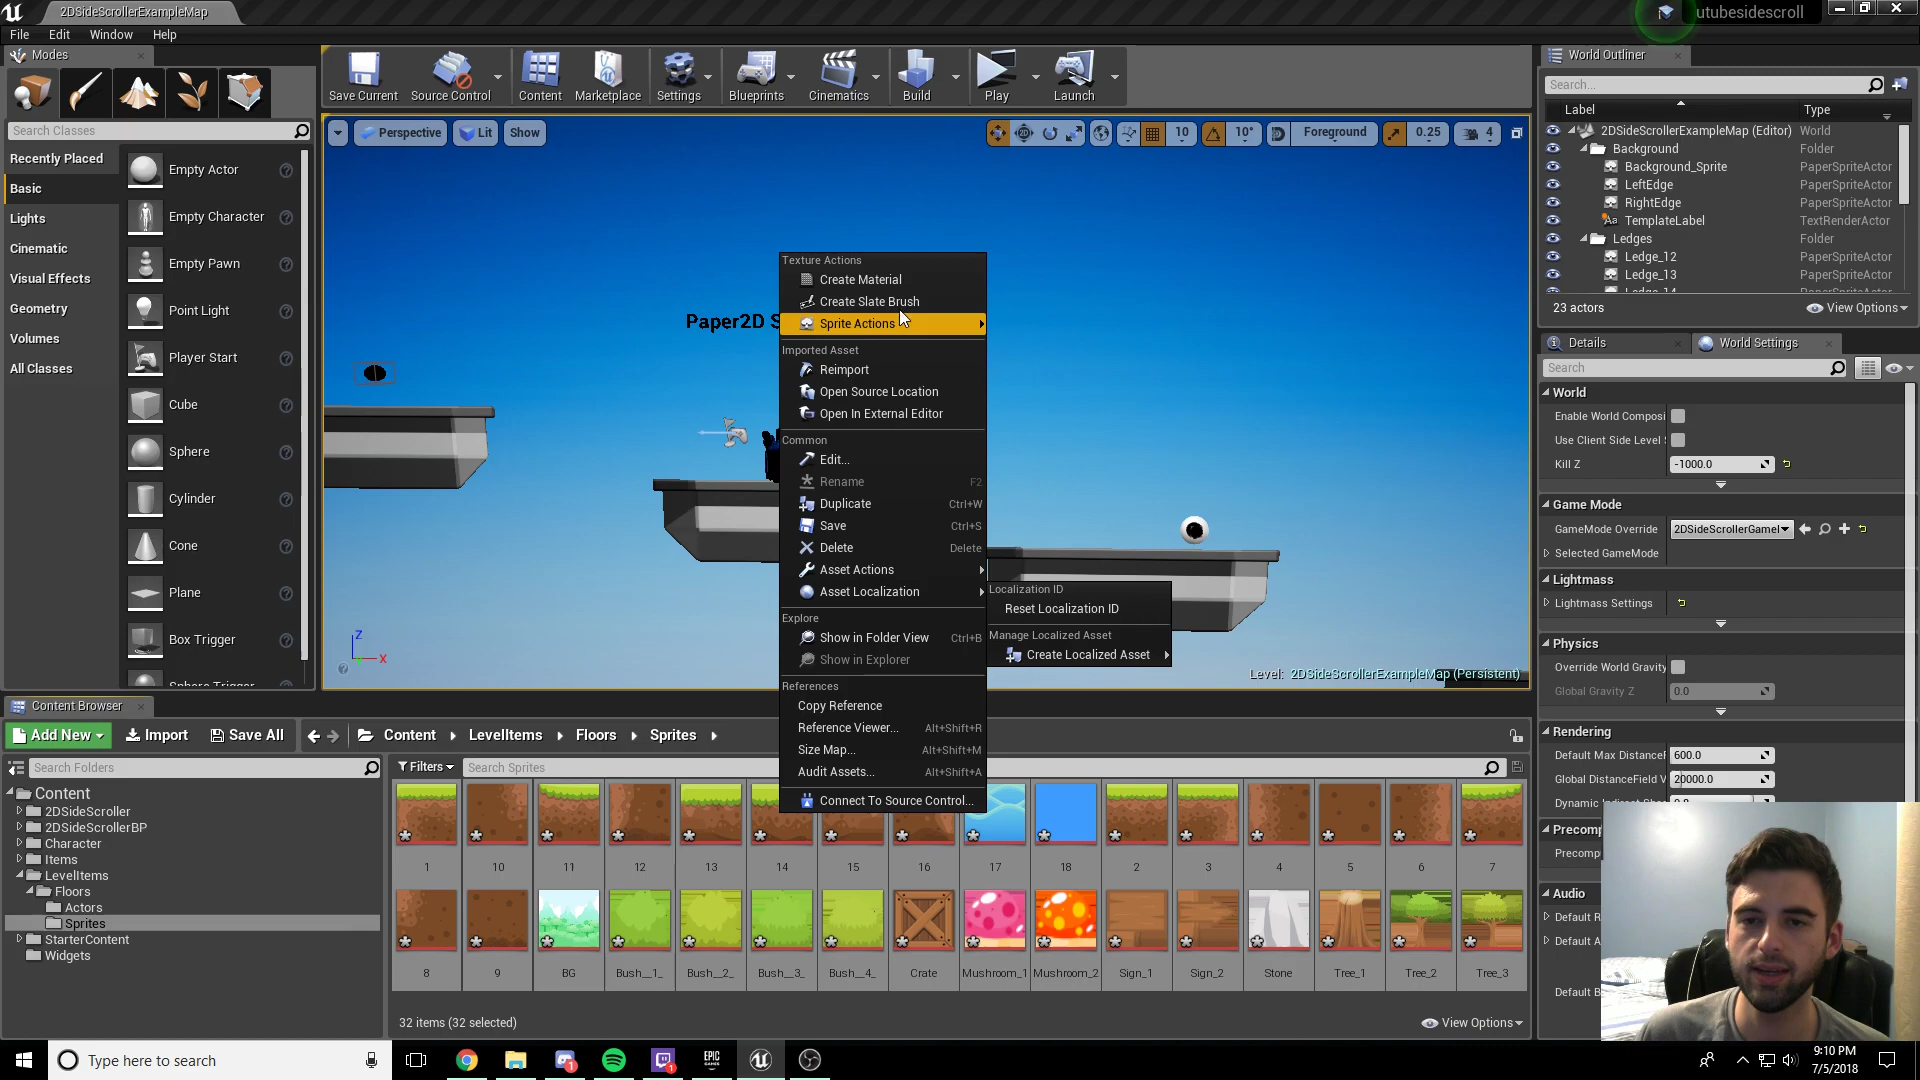 2DSideScrollerExampleMap
utubesidescroll
File Edit Window Help
Modes
Search Classes
Recently Placed
Basic
Lights
Cinematic
Visual Effects
Geometry
Volumes
All Classes
Empty Actor
Empty Character
Empty Pawn
Point Light
Player Start
Cube
Sphere
Cylinder
Cone
Plane
Box Trigger
Sphere Trigger
Save Current
Source Control
Content
Marketplace
Settings
Blueprints
Cinematics
Build
Play
Launch
Perspective
Lit
Show
10
10°
Foreground
0.25
4
Paper2D S
Texture Actions
Create Material
Create Slate Brush
Sprite Actions
Imported Asset
Reimport
Open Source Location
Open In External Editor
Common
Edit...
Rename F2
Duplicate Ctrl+W
Save Ctrl+S
Delete Delete
Asset Actions
Asset Localization
Explore
Show in Folder View Ctrl+B
Show in Explorer
References
Copy Reference
Reference Viewer... Alt+Shift+R
Size Map... Alt+Shift+M
Audit Assets... Alt+Shift+A
Connect To Source Control...
Localization ID
Reset Localization ID
Manage Localized Asset
Create Localized Asset
Z
X
Level: 2DSideScrollerExampleMap (Persistent)
World Outliner
Search...
Label Type
2DSideScrollerExampleMap (Editor) World
Background Folder
Background_Sprite PaperSpriteActor
LeftEdge PaperSpriteActor
RightEdge PaperSpriteActor
TemplateLabel TextRenderActor
Ledges Folder
Ledge_12 PaperSpriteActor
Ledge_13 PaperSpriteActor
23 actors
View Options
Details
World Settings
Search
World
Enable World Composi
Use Client Side Level
Kill Z -1000.0
Game Mode
GameMode Override 2DSideScrollerGameI
Selected GameMode
Lightmass
Lightmass Settings
Physics
Override World Gravity
Global Gravity Z 0.0
Rendering
Default Max DistanceF 600.0
Global DistanceField V 20000.0
Precomp
Precompu
Audio
Default R
Default A
Default B
Content Browser
Add New
Import
Save All
Content
LevelItems
Floors
Sprites
Search Folders
Content
2DSideScroller
2DSideScrollerBP
Character
Items
LevelItems
Floors
Actors
Sprites
StarterContent
Widgets
Filters
Search Sprites
1 10 11 12 13 14 15 16 17 18 2 3 4 5 6 7
8 9 BG Bush__1_ Bush__2_ Bush__3_ Bush__4_ Crate Mushroom_1 Mushroom_2 Sign_1 Sign_2 Stone Tree_1 Tree_2 Tree_3
32 items (32 selected)
View Options
Type here to search
EPIC
GAMES
9:10 PM
7/5/2018